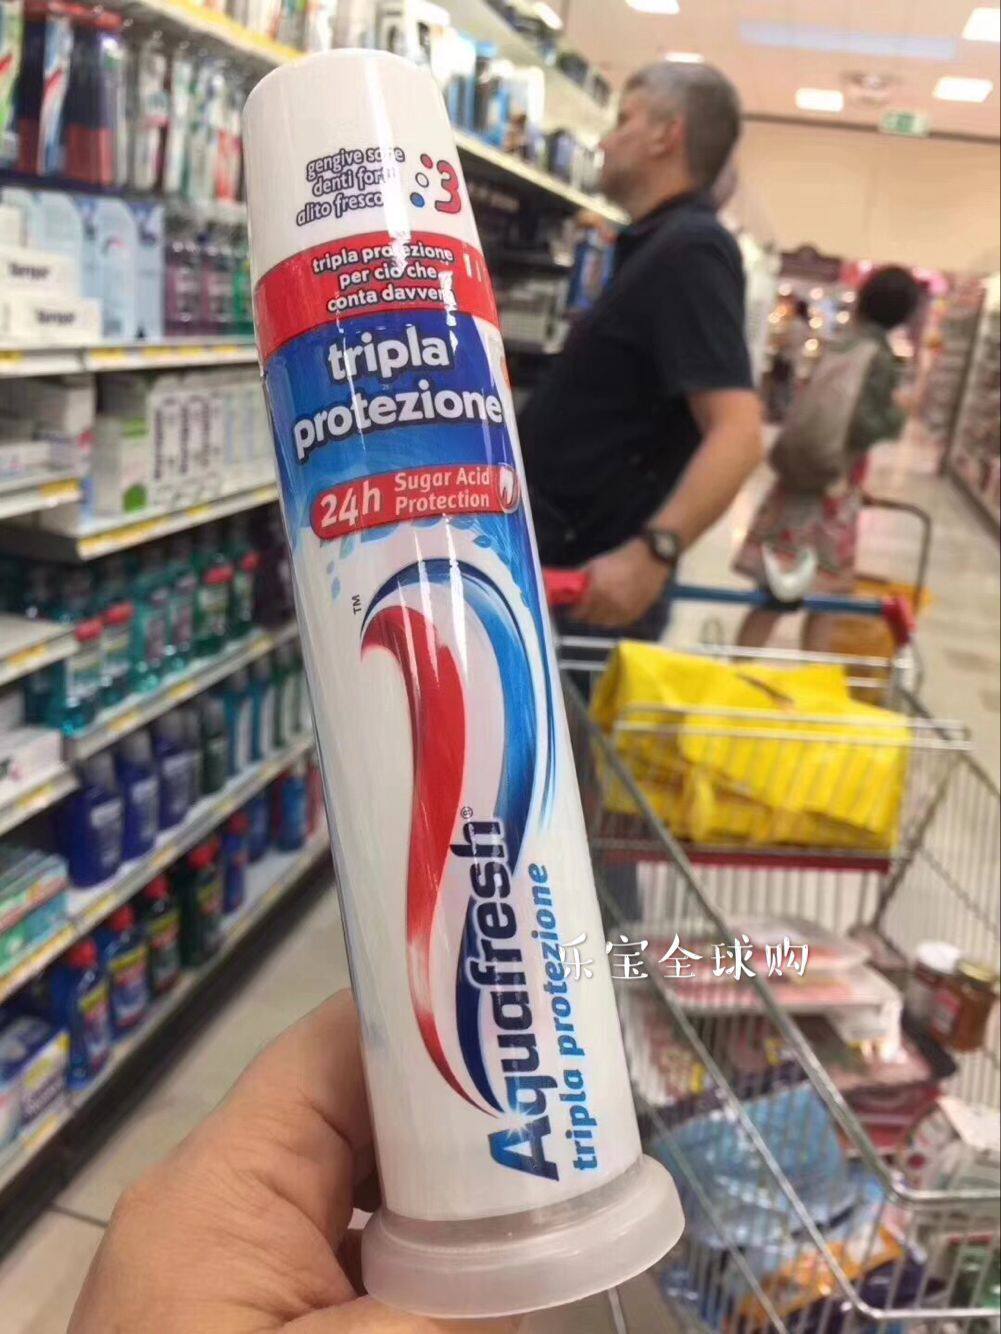 gengive sane
denti forti
alito fresco
3
tripla protezione
per ciò che
conta davvero
tripla
protezione
24h Sugar Acid
Protection
TM
Aquafresh®
tripla protezione
乐宝全球购